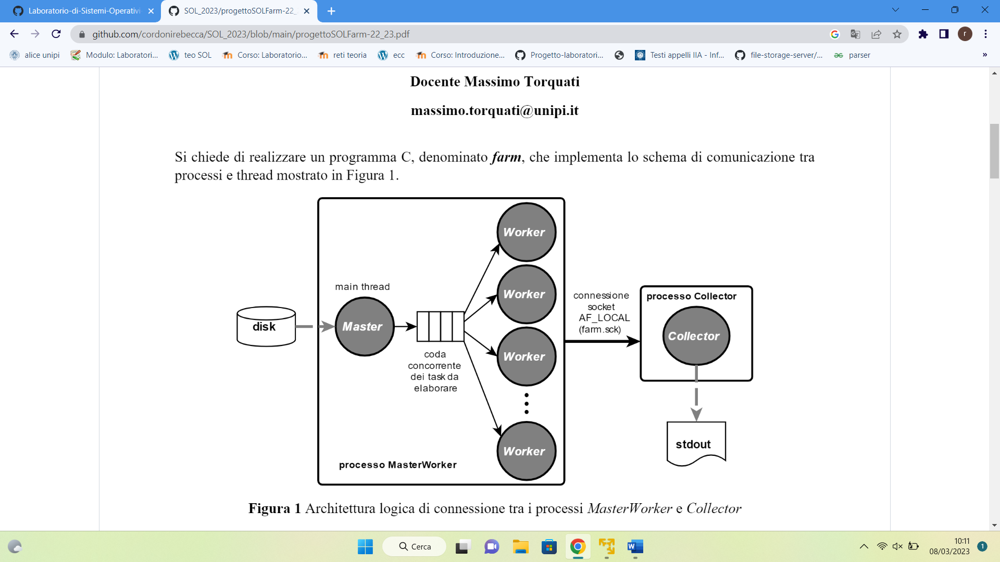 Laboratorio-di-Sistemi-Operativi
SOL_2023/progettoSOLFarm-22_
github.com/cordonirebecca/SOL_2023/blob/main/progettoSOLFarm-22_23.pdf
r
alice unipi
Modulo: Laboratori...
teo SOL
Corso: Laboratorio...
reti teoria
ecc
Corso: Introduzione...
Progetto-laboratori...
Testi appelli IIA - Inf...
file-storage-server/...
parser
»
Docente Massimo Torquati
massimo.torquati@unipi.it
Si chiede di realizzare un programma C, denominato farm, che implementa lo schema di comunicazione tra
processi e thread mostrato in Figura 1.
disk
main thread
Master
coda
concorrente
dei task da
elaborare
Worker
Worker
Worker
Worker
processo MasterWorker
connessione
socket
AF_LOCAL
(farm.sck)
processo Collector
Collector
stdout
Figura 1 Architettura logica di connessione tra i processi MasterWorker e Collector
Cerca
W
10:11
08/03/2023
1